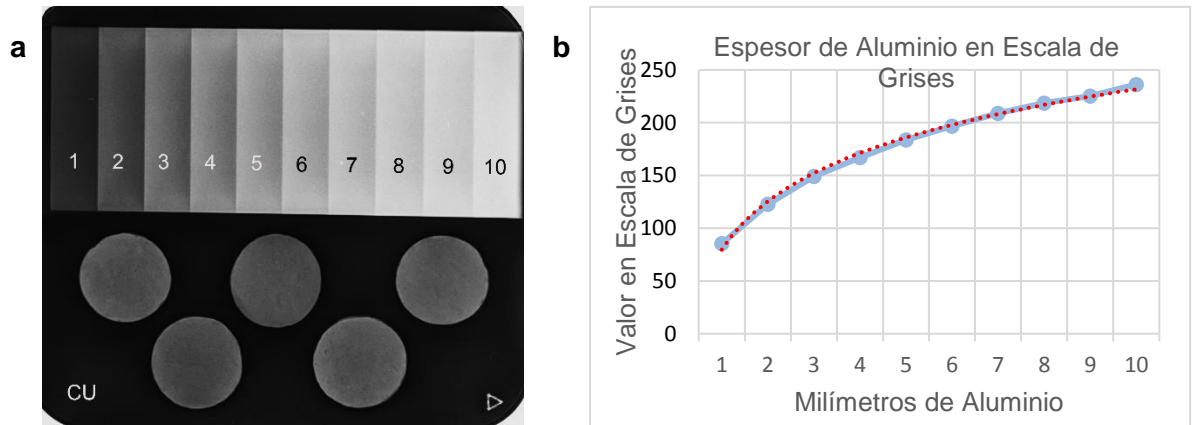 a
1 2 3 4 5 6 7 8 9 10
CU
b
Espesor de Aluminio en Escala de
Grises
Valor en Escala de Grises
250
200
150
100
50
0
1 2 3 4 5 6 7 8 9 10
Milímetros de Aluminio